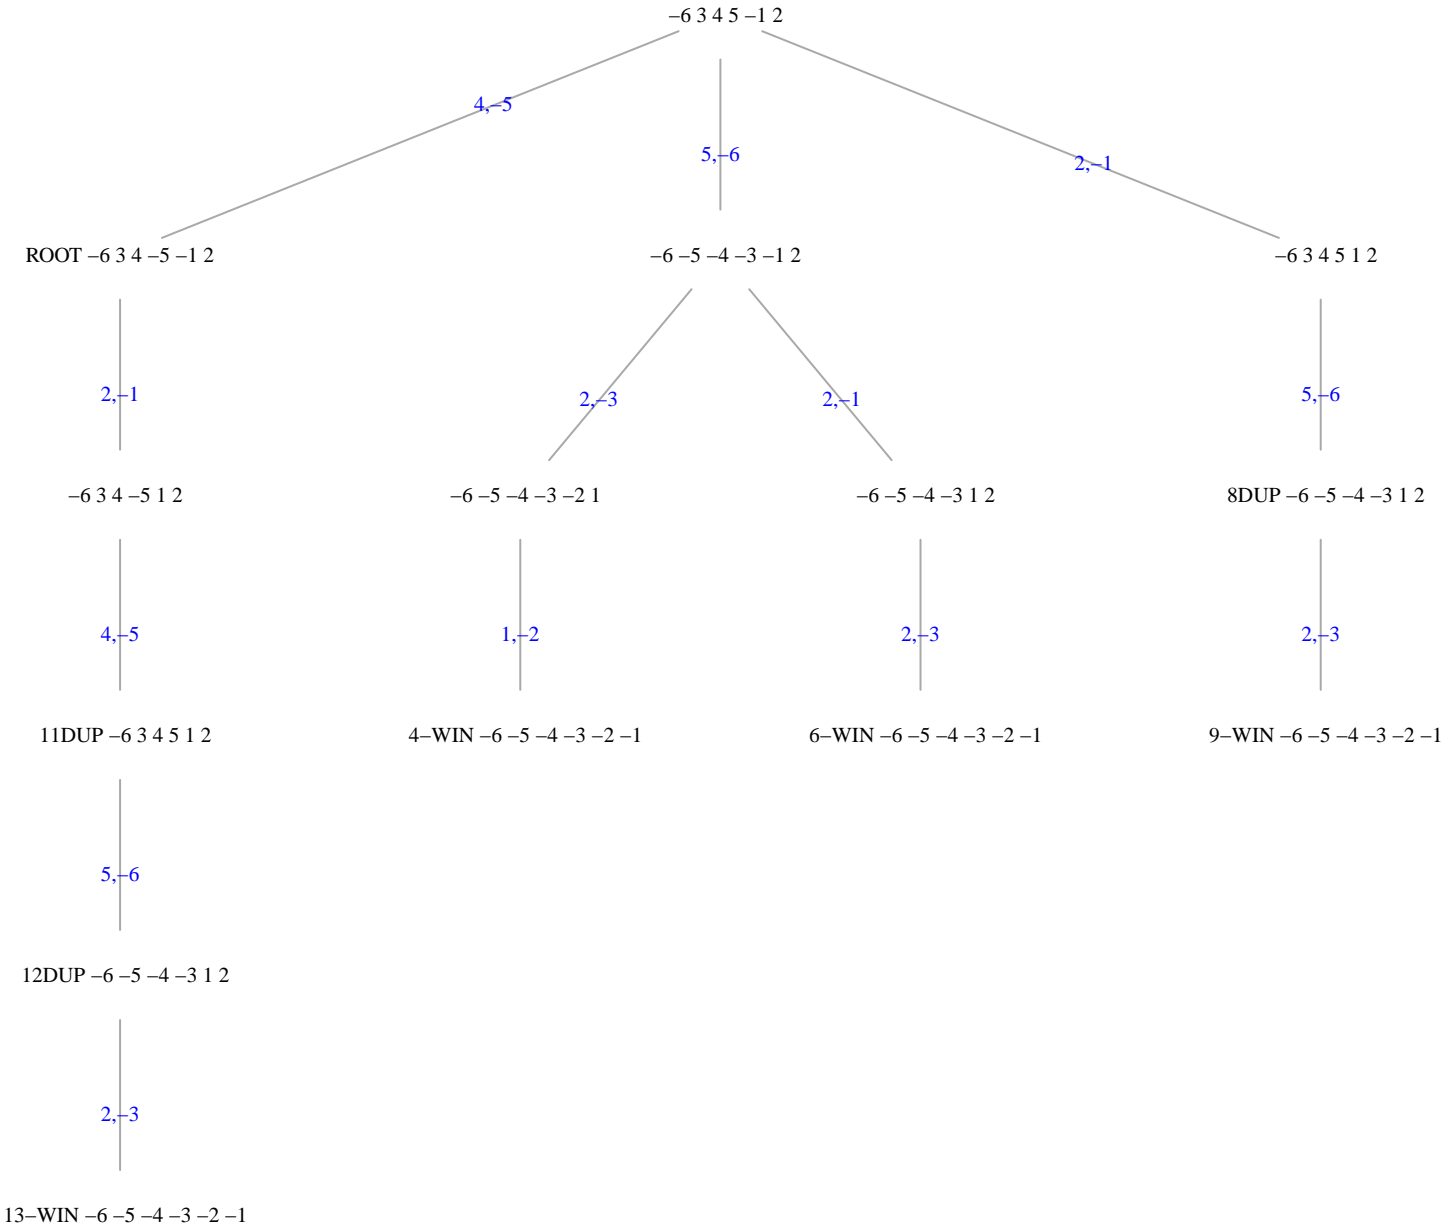 −6 3 4 5 −1 2
4,−5
5,−6
2,−1
ROOT −6 3 4 −5 −1 2
−6 −5 −4 −3 −1 2
−6 3 4 5 1 2
2,−1
2,−3
2,−1
5,−6
−6 3 4 −5 1 2
−6 −5 −4 −3 −2 1
−6 −5 −4 −3 1 2
8DUP −6 −5 −4 −3 1 2
4,−5
1,−2
2,−3
2,−3
11DUP −6 3 4 5 1 2
4−WIN −6 −5 −4 −3 −2 −1
6−WIN −6 −5 −4 −3 −2 −1
9−WIN −6 −5 −4 −3 −2 −1
5,−6
12DUP −6 −5 −4 −3 1 2
2,−3
13−WIN −6 −5 −4 −3 −2 −1